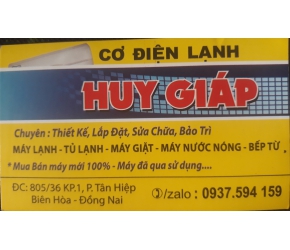 CƠ ĐIỆN LẠNH
HUY GIÁP
Chuyên : Thiết Kế, Lắp Đặt, Sửa Chữa, Bảo Trì
MÁY LẠNH - TỦ LẠNH - MÁY GIẶT - MÁY NƯỚC NÓNG - BẾP TỪ
* Mua Bán máy mới 100% - Máy đã qua sử dụng....
ĐC: 805/36 KP.1, P.Tân Hiệp
Biên Hòa - Đồng Nai
/zalo : 0937.594 159